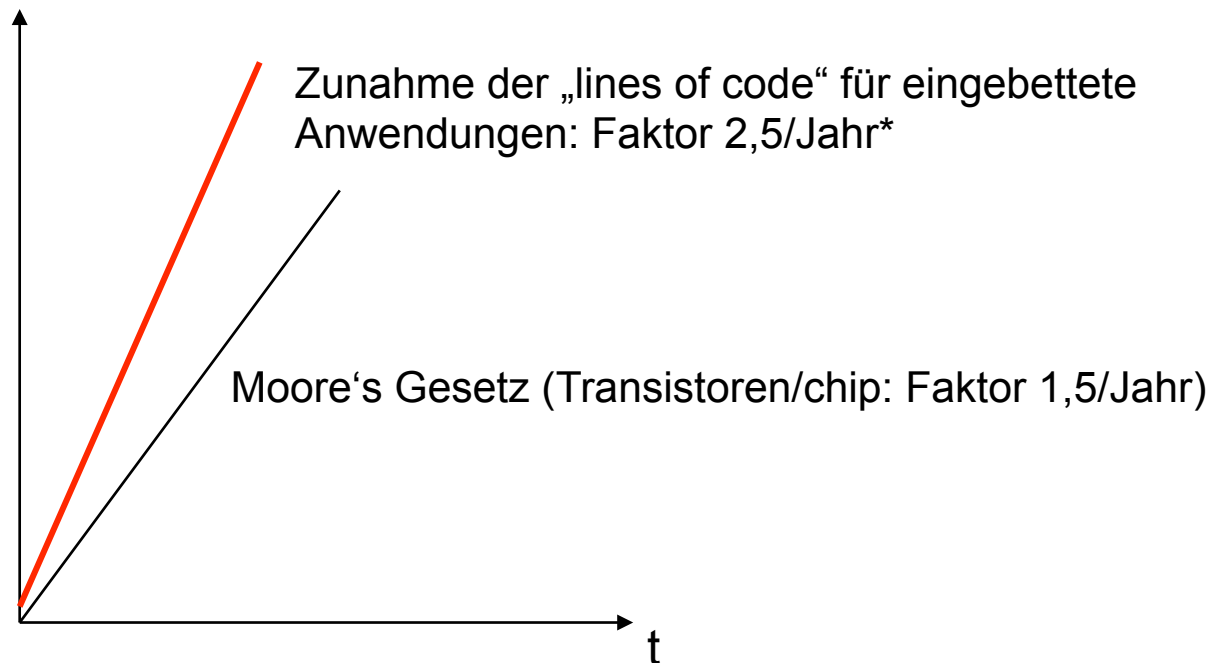 Zunahme der „lines of code“ für eingebettete
Anwendungen: Faktor 2,5/Jahr*
Moore‘s Gesetz (Transistoren/chip: Faktor 1,5/Jahr)
t